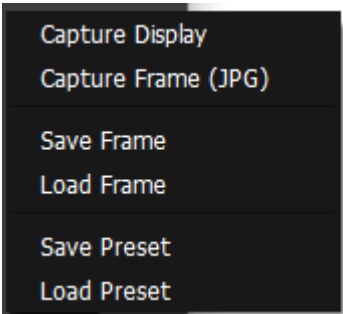 Capture Display
Capture Frame (JPG)
Save Frame
Load Frame
Save Preset
Load Preset